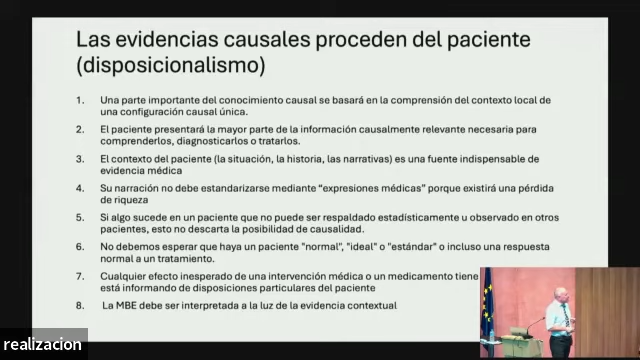 Las evidencias causales proceden del paciente
(disposicionalismo)
1. Una parte importante del conocimiento causal se basará en la comprensión del contexto local de
una configuración causal única.
2. El paciente presentará la mayor parte de la información causalmente relevante necesaria para
comprenderlos, diagnosticarlos o tratarlos.
3. El contexto del paciente (la situación, la historia, las narrativas) es una fuente indispensable de
evidencia médica
4. Su narración no debe estandarizarse mediante “expresiones médicas” porque existirá una pérdida
de riqueza
5. Si algo sucede en un paciente que no puede ser respaldado estadísticamente u observado en otros
pacientes, esto no descarta la posibilidad de causalidad.
6. No debemos esperar que haya un paciente "normal", "ideal" o "estándar" o incluso una respuesta
normal a un tratamiento.
7. Cualquier efecto inesperado de una intervención médica o un medicamento tiene
está informando de disposiciones particulares del paciente
8. La MBE debe ser interpretada a la luz de la evidencia contextual
realizacion